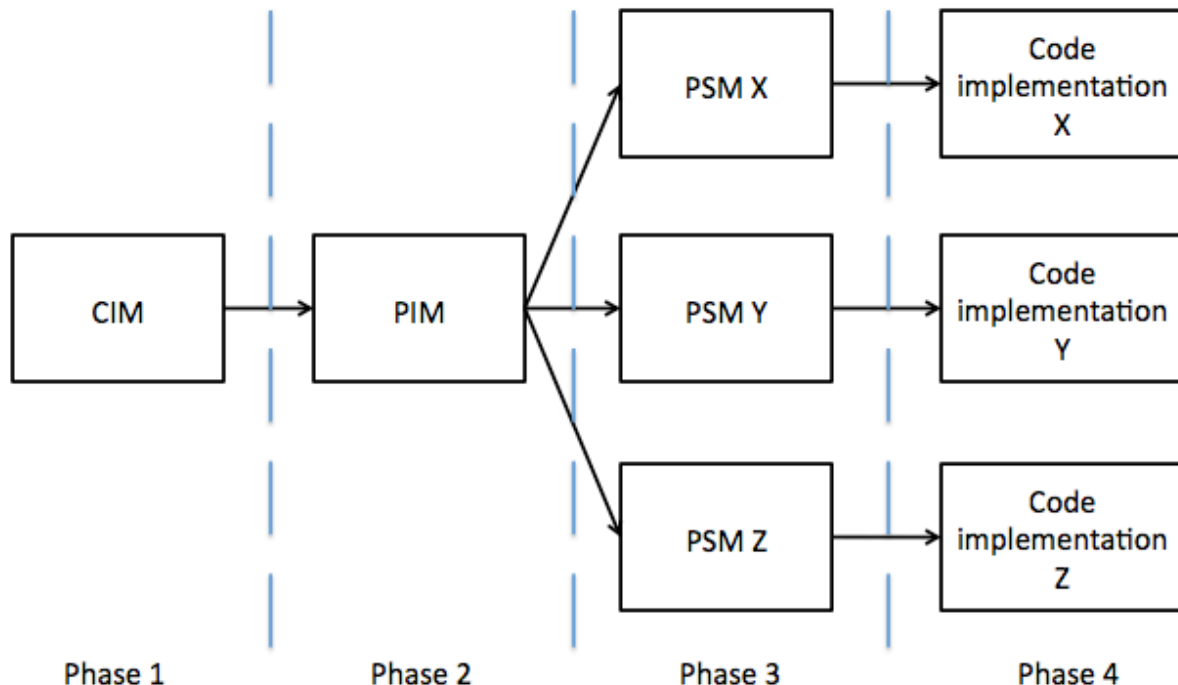 PSM X
Code
implementation
X
CIM
PIM
PSM Y
Code
implementation
Y
PSM Z
Code
implementation
Z
Phase 1
Phase 2
Phase 3
Phase 4